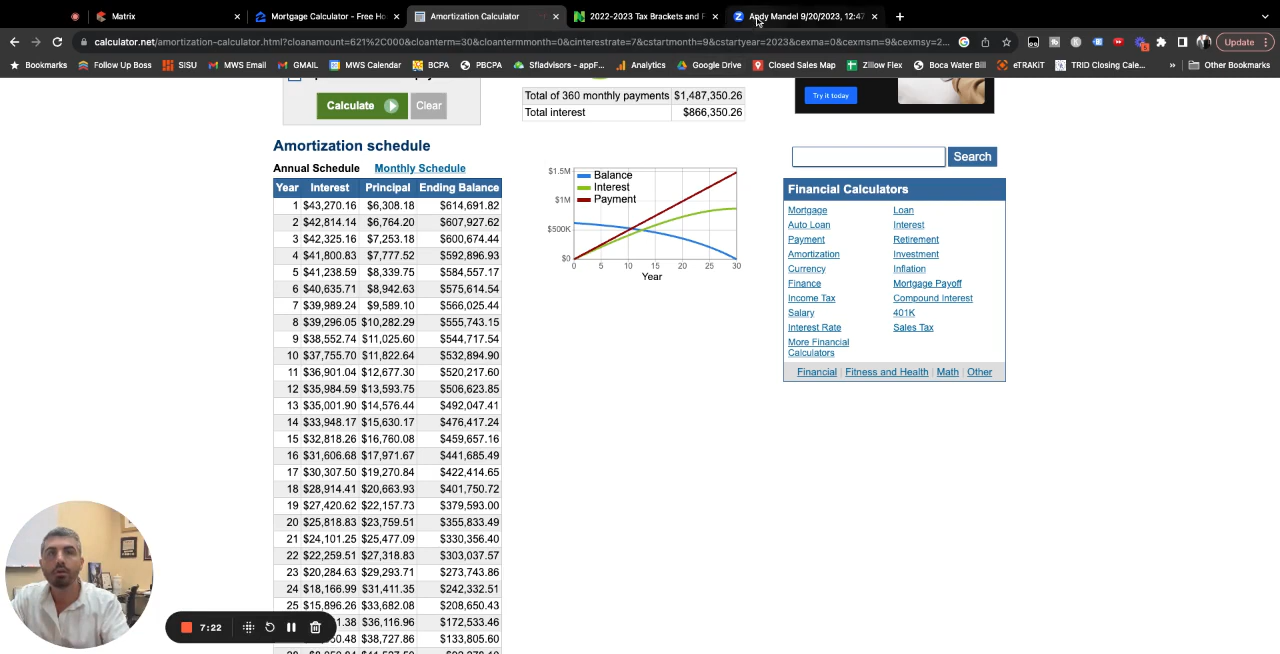 Matrix
Mortgage Calculator - Free Ho
Amortization Calculator
2022-2023 Tax Brackets and F
Andy Mandel 9/20/2023, 12:47
calculator.net/amortization-calculator.html?cloanamount=621%2C000&cloanterm=30&cloantermmonth=0&cinterestrate=7&cstartmonth=9&cstartyear=2023&cexma=0&cexmsm=9&cexmsy=2...
Update
Bookmarks
Follow Up Boss
SISU
MWS EMAIL
GMAIL
MWS Calendar
BCPA
PBCPA
Sfladvisors - appF...
Analytics
Google Drive
Closed Sales Map
Zillow Flex
Boca Water Bill
eTRAKiT
TRID Closing Cale...
»
Other Bookmarks
Calculate
Clear
Total of 360 monthly payments $1,487,350.26
Total interest $866,350.26
Try it today
Amortization schedule
Annual Schedule Monthly Schedule
Year Interest Principal Ending Balance
1 $43,270.16 $6,308.18 $614,691.82
2 $42,814.14 $6,764.20 $607,927.62
3 $42,325.16 $7,253.18 $600,674.44
4 $41,800.83 $7,777.52 $592,896.93
5 $41,238.59 $8,339.75 $584,557.17
6 $40,635.71 $8,942.63 $575,614.54
7 $39,989.24 $9,589.10 $566,025.44
8 $39,296.05 $10,282.29 $555,743.15
9 $38,552.74 $11,025.60 $544,717.54
10 $37,755.70 $11,822.64 $532,894.90
11 $36,901.04 $12,677.30 $520,217.60
12 $35,984.59 $13,593.75 $506,623.85
13 $35,001.90 $14,576.44 $492,047.41
14 $33,948.17 $15,630.17 $476,417.24
15 $32,818.26 $16,760.08 $459,657.16
16 $31,606.68 $17,971.67 $441,685.49
17 $30,307.50 $19,270.84 $422,414.65
18 $28,914.41 $20,663.93 $401,750.72
19 $27,420.62 $22,157.73 $379,593.00
20 $25,818.83 $23,759.51 $355,833.49
21 $24,101.25 $25,477.09 $330,356.40
22 $22,259.51 $27,318.83 $303,037.57
23 $20,284.63 $29,293.71 $273,743.86
24 $18,166.99 $31,411.35 $242,332.51
25 $15,896.26 $33,682.08 $208,650.43
1.38 $36,116.96 $172,533.46
0.48 $38,727.86 $133,805.60
$1.5M
$1M
$500K
$0
Balance
Interest
Payment
0 5 10 15 20 25 30
Year
Search
Financial Calculators
Mortgage Loan
Auto Loan Interest
Payment Retirement
Amortization Investment
Currency Inflation
Finance Mortgage Payoff
Income Tax Compound Interest
Salary 401K
Interest Rate Sales Tax
More Financial
Calculators
Financial | Fitness and Health | Math | Other
7:22